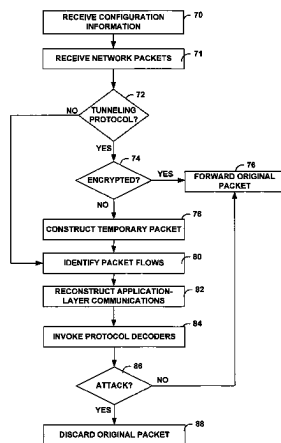 RECEIVE CONFIGURATION
INFORMATION
70
RECEIVE NETWORK PACKETS
71
72
NO
TUNNELING
PROTOCOL?
YES
74
76
ENCRYPTED?
YES
FORWARD ORIGINAL
PACKET
NO
78
CONSTRUCT TEMPORARY PACKET
80
IDENTIFY PACKET FLOWS
82
RECONSTRUCT APPLICATION-
LAYER COMMUNICATIONS
84
INVOKE PROTOCOL DECODERS
86
ATTACK?
NO
YES
88
DISCARD ORIGINAL PACKET